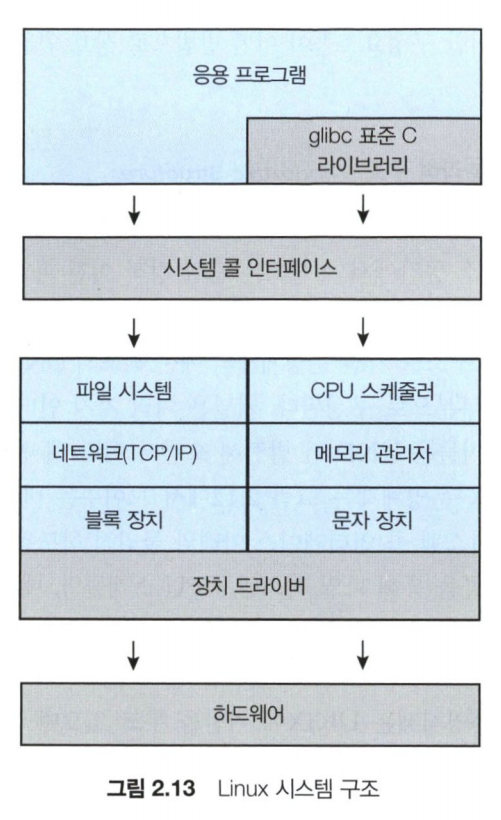 응용 프로그램
glibc 표준 C
라이브러리
시스템 콜 인터페이스
파일 시스템
CPU 스케줄러
네트워크(TCP/IP)
메모리 관리자
블록 장치
문자 장치
장치 드라이버
하드웨어
그림 2.13 Linux 시스템 구조